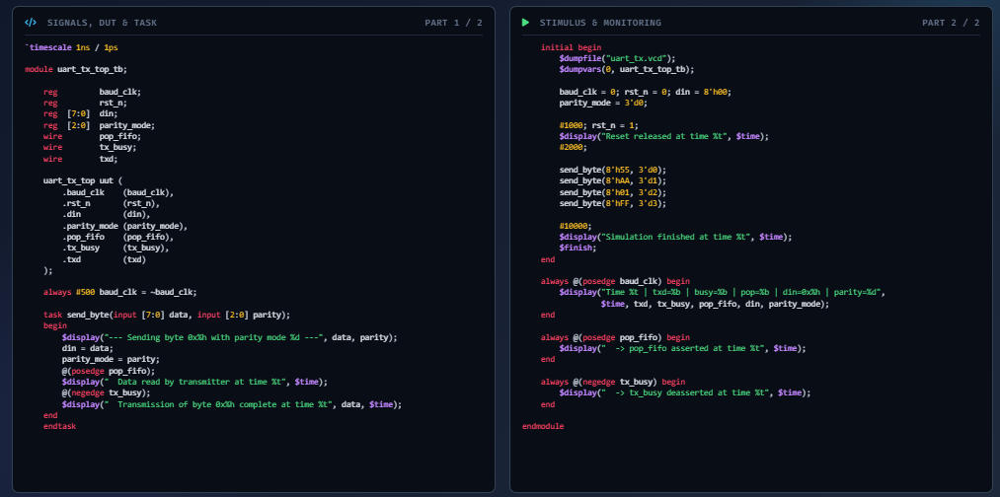 </> SIGNALS, DUT & TASK PART 1 / 2
`timescale 1ns / 1ps
module uart_tx_top_tb;
reg baud_clk;
reg rst_n;
reg [7:0] din;
reg [2:0] parity_mode;
wire pop_fifo;
wire tx_busy;
wire txd;
uart_tx_top uut (
.baud_clk (baud_clk),
.rst_n (rst_n),
.din (din),
.parity_mode (parity_mode),
.pop_fifo (pop_fifo),
.tx_busy (tx_busy),
.txd (txd)
);
always #500 baud_clk = ~baud_clk;
task send_byte(input [7:0] data, input [2:0] parity);
begin
$display("--- Sending byte 0x%h with parity mode %d ---", data, parity);
din = data;
parity_mode = parity;
@(posedge pop_fifo);
$display("  Data read by transmitter at time %t", $time);
@(negedge tx_busy);
$display("  Transmission of byte 0x%h complete at time %t", data, $time);
end
endtask
STIMULUS & MONITORING PART 2 / 2
initial begin
$dumpfile("uart_tx.vcd");
$dumpvars(0, uart_tx_top_tb);
baud_clk = 0; rst_n = 0; din = 8'h00;
parity_mode = 3'd0;
#1000; rst_n = 1;
$display("Reset released at time %t", $time);
#2000;
send_byte(8'h55, 3'd0);
send_byte(8'hAA, 3'd1);
send_byte(8'h01, 3'd2);
send_byte(8'hFF, 3'd3);
#10000;
$display("Simulation finished at time %t", $time);
$finish;
end
always @(posedge baud_clk) begin
$display("Time %t | txd=%b | busy=%b | pop=%b | din=0x%h | parity=%d",
$time, txd, tx_busy, pop_fifo, din, parity_mode);
end
always @(posedge pop_fifo) begin
$display("  -> pop_fifo asserted at time %t", $time);
end
always @(negedge tx_busy) begin
$display("  -> tx_busy deasserted at time %t", $time);
end
endmodule